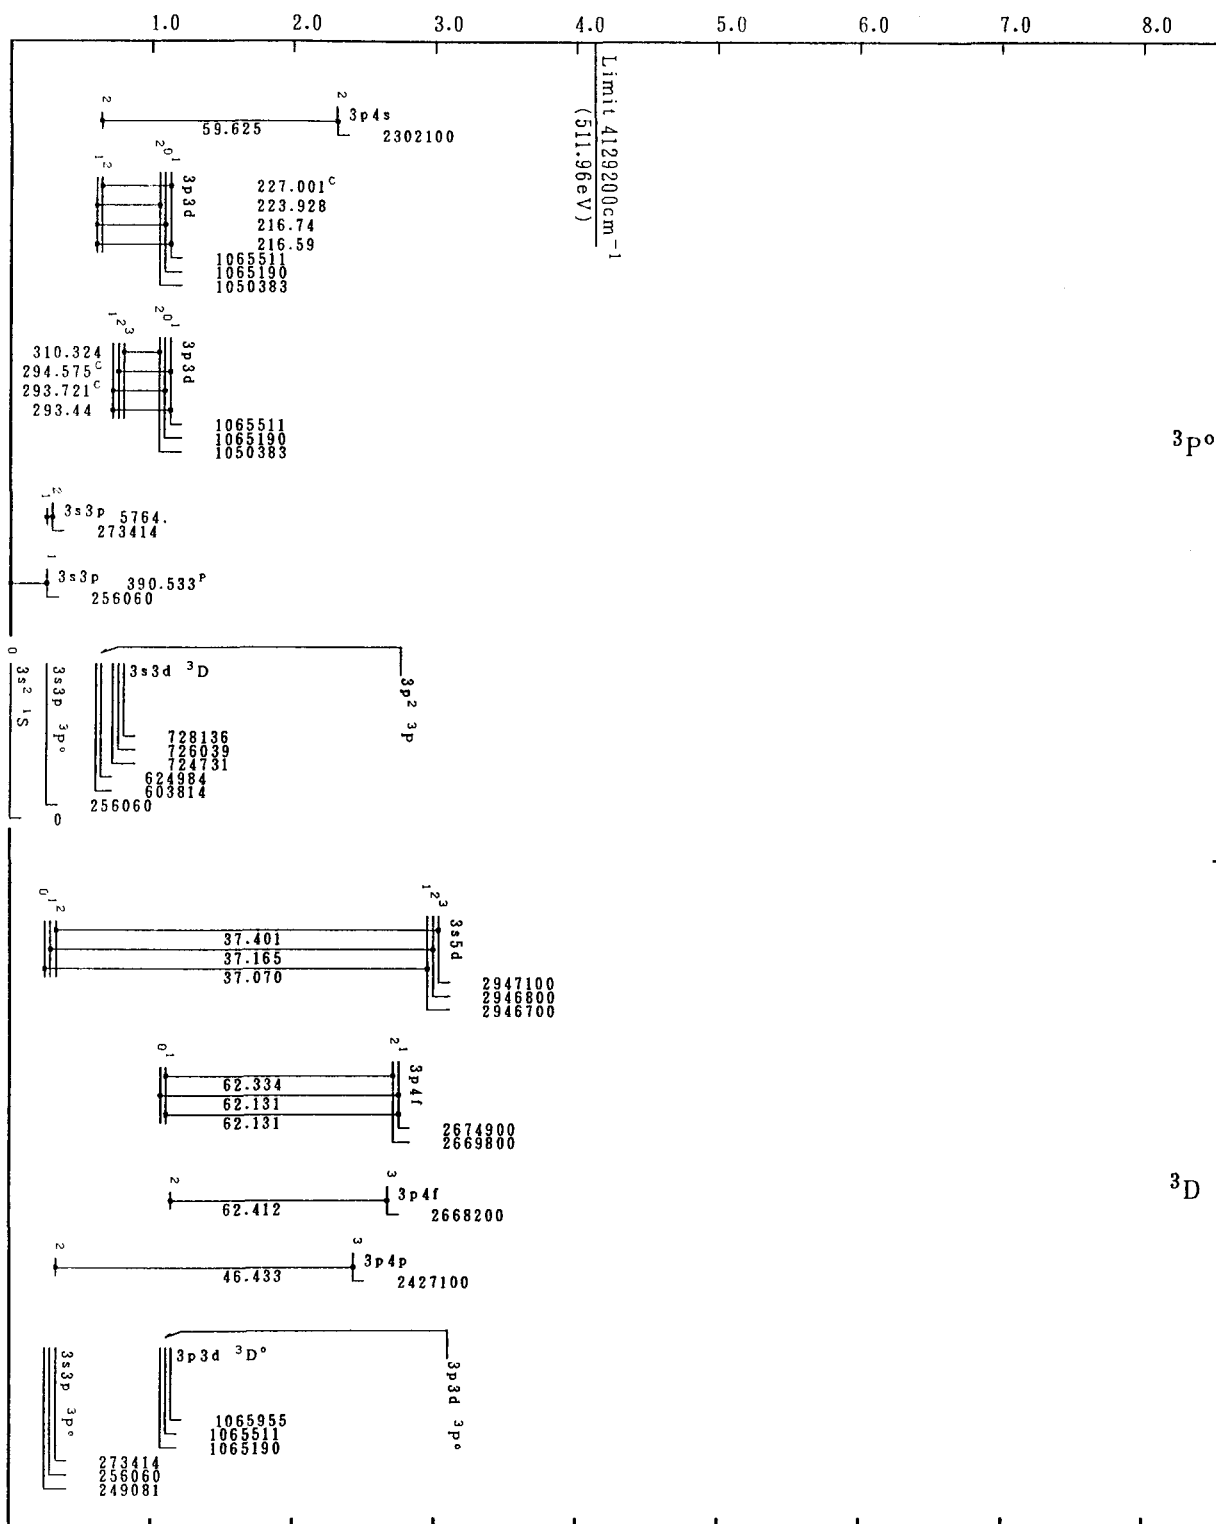 1.0 2.0 3.0 4.0 5.0 6.0 7.0 8.0
Limit 4129200cm⁻¹
(511.96eV)
2 2 3p4s
59.625 2302100
1 2 2 0 1 3p3d
227.001ᶜ
223.928
216.74
216.59
1065511
1065190
1050383
1 2 3 2 0 1 3p3d
310.324
294.575ᶜ
293.721ᶜ
293.44
1065511
1065190
1050383
³P°
1 2 3s3p 5764.
273414
1 3s3p 390.533ᴾ
256060
0 3s² ¹S
3s3p ³P°
3s3d ³D
3p² ³P
728136
726039
724731
624984
603814
256060
0
0 1 2 1 2 3 3s5d
37.401
37.165
37.070
2947100
2946800
2946700
0 1 2 1 3p4f
62.334
62.131
62.131
2674900
2669800
2 3 3p4f
62.412 2668200
³D
2 3 3p4p
46.433 2427100
3s3p ³P°
3p3d ³D°
3p3d ³P°
1065955
1065511
1065190
273414
256060
249081